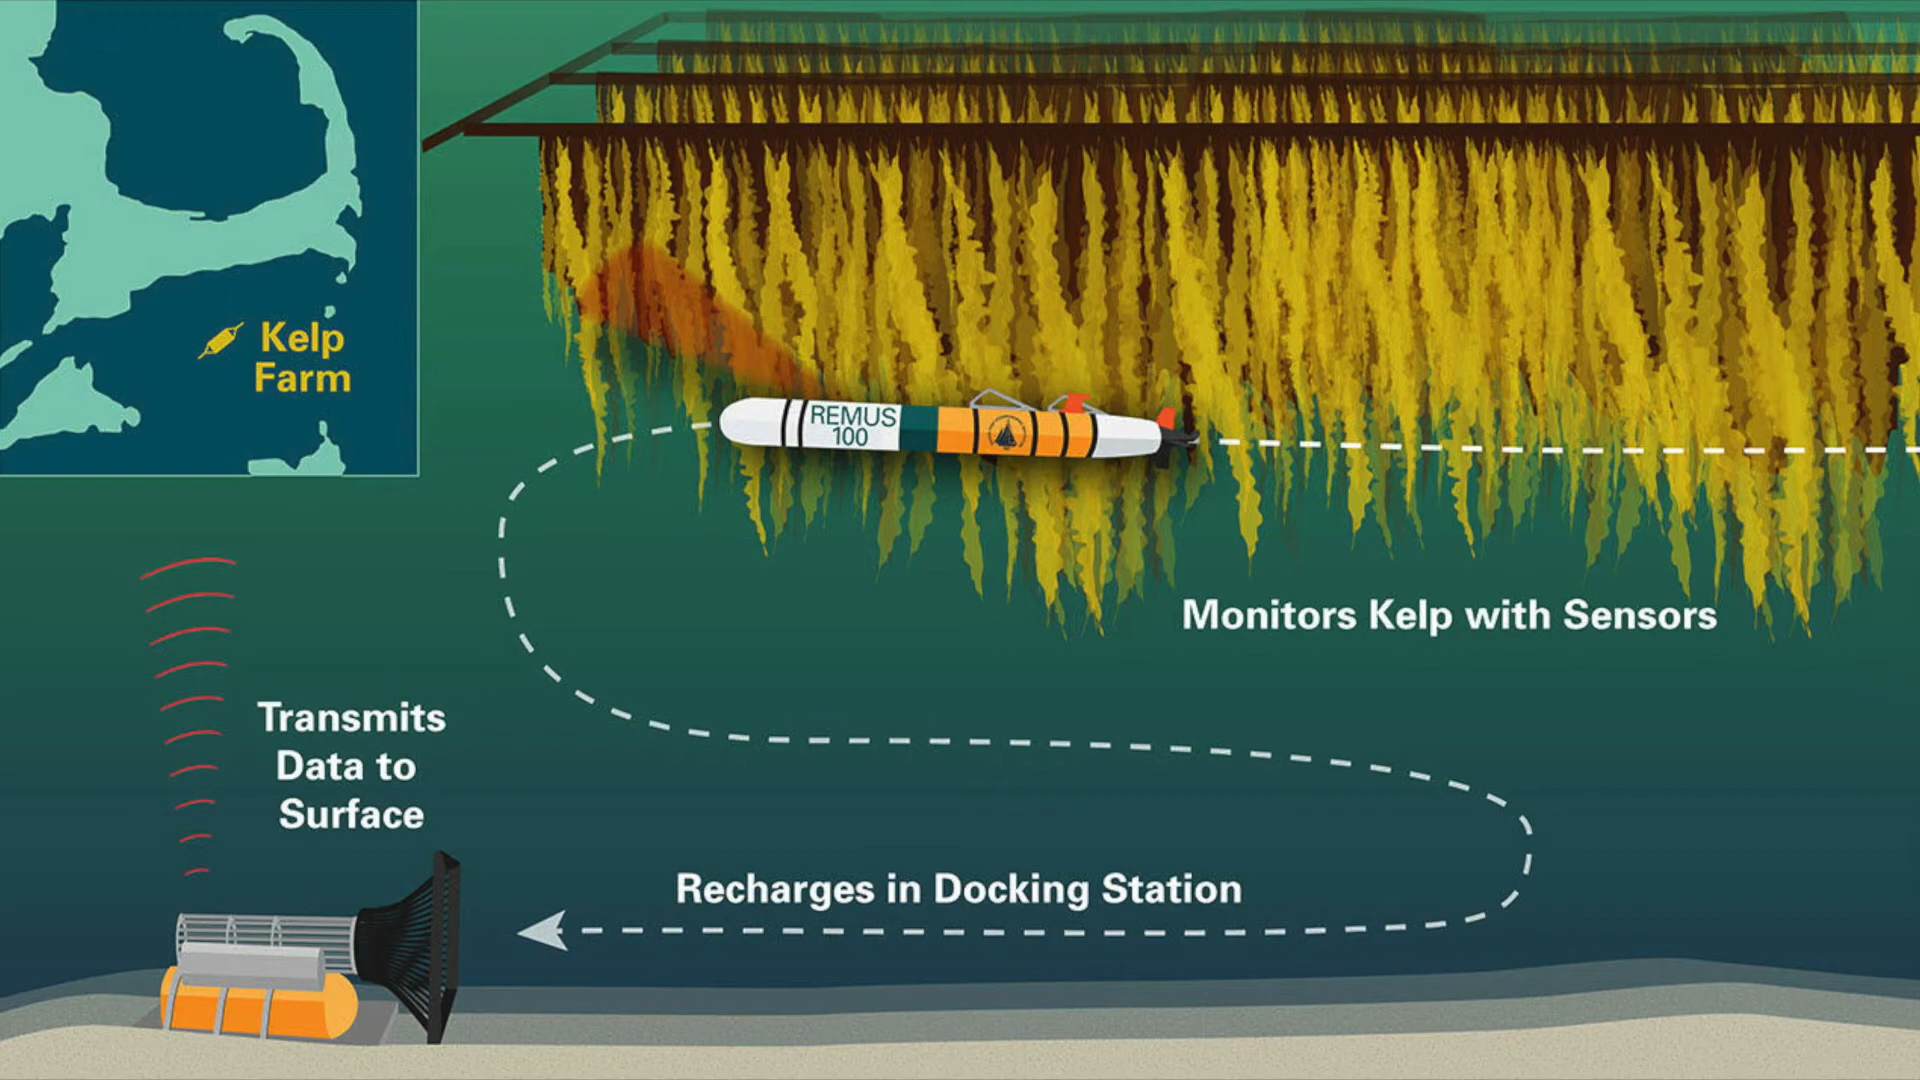 Kelp
Farm
REMUS
100
Monitors Kelp with Sensors
Transmits
Data to
Surface
Recharges in Docking Station